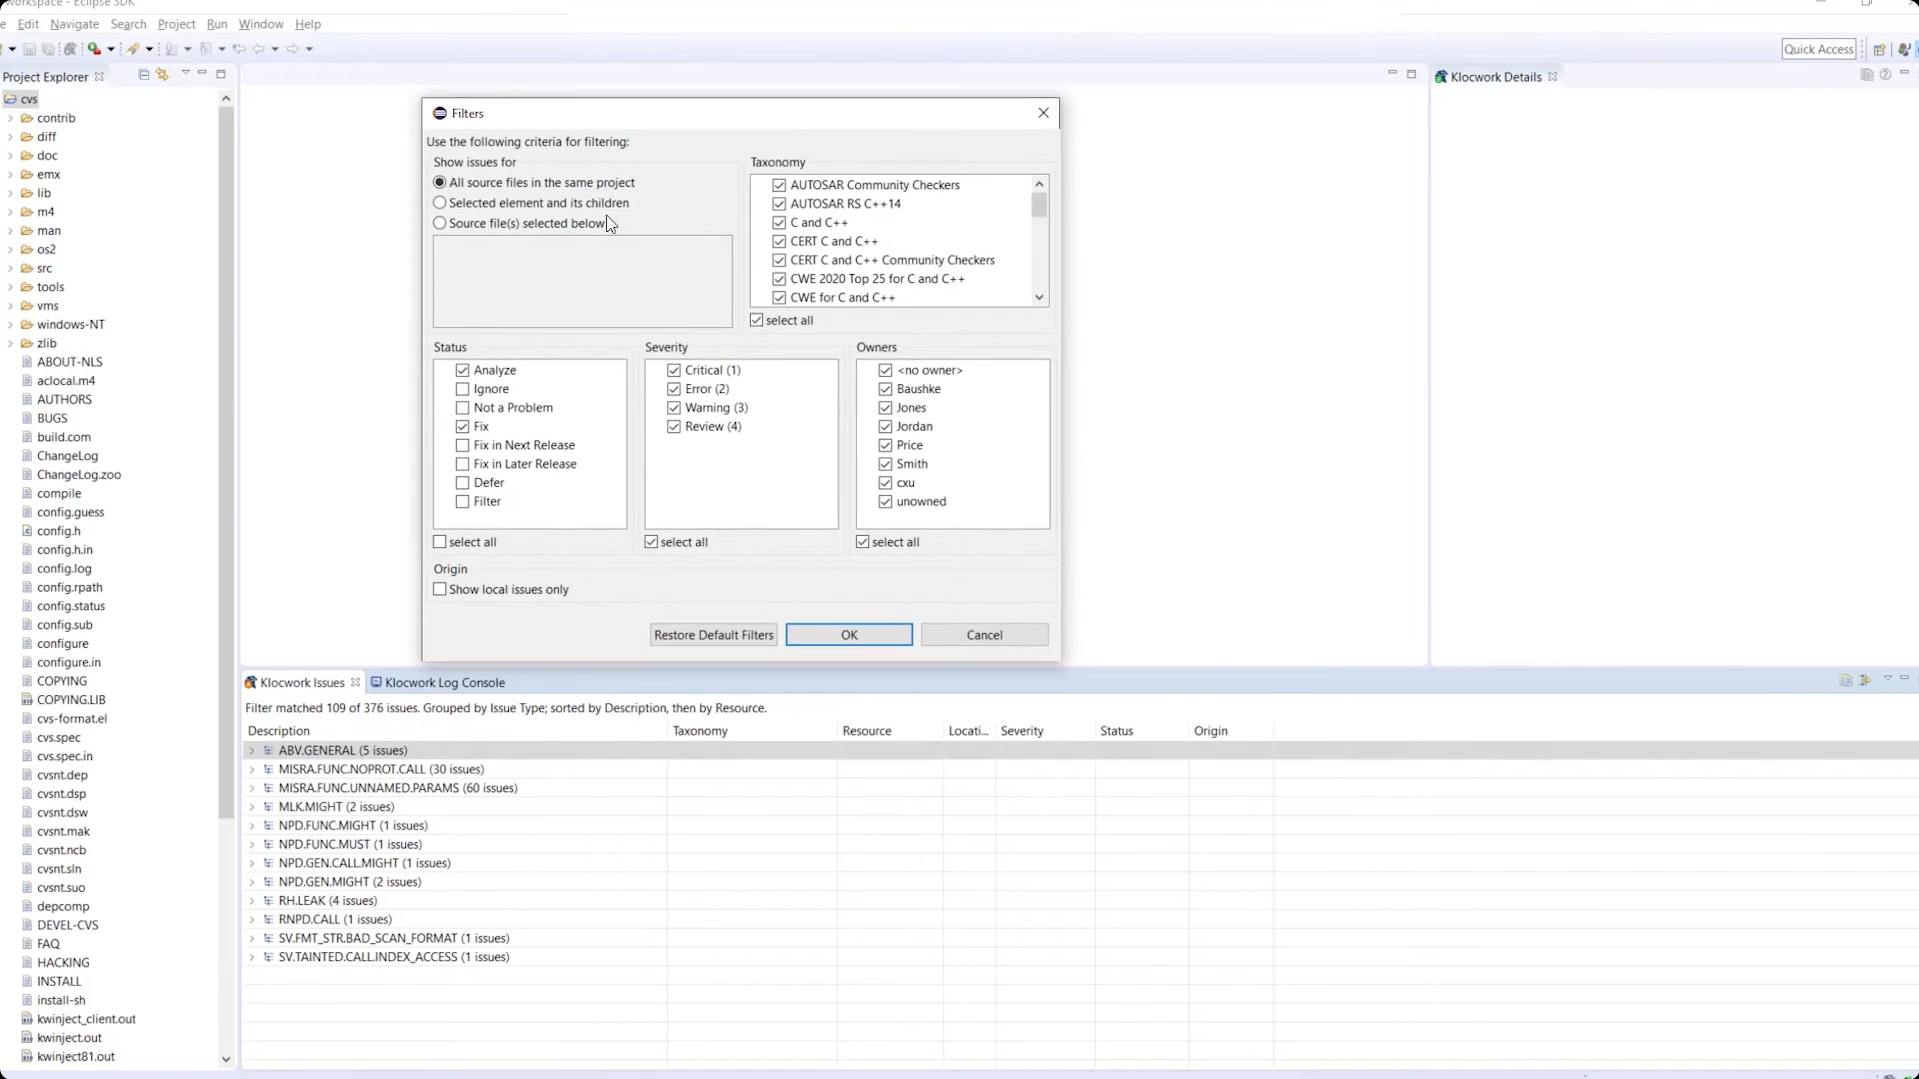 workspace - Eclipse SDK
Edit Navigate Search Project Run Window Help
Quick Access
Project Explorer
Klocwork Details
cvs
contrib
diff
doc
emx
lib
m4
man
os2
src
tools
vms
windows-NT
zlib
ABOUT-NLS
aclocal.m4
AUTHORS
BUGS
build.com
ChangeLog
ChangeLog.zoo
compile
config.guess
config.h
config.h.in
config.log
config.rpath
config.status
config.sub
configure
configure.in
COPYING
COPYING.LIB
cvs-format.el
cvs.spec
cvs.spec.in
cvsnt.dep
cvsnt.dsp
cvsnt.dsw
cvsnt.mak
cvsnt.ncb
cvsnt.sln
cvsnt.suo
depcomp
DEVEL-CVS
FAQ
HACKING
INSTALL
install-sh
kwinject_client.out
kwinject.out
kwinject81.out
Filters
Use the following criteria for filtering:
Show issues for
All source files in the same project
Selected element and its children
Source file(s) selected below
Taxonomy
AUTOSAR Community Checkers
AUTOSAR RS C++14
C and C++
CERT C and C++
CERT C and C++ Community Checkers
CWE 2020 Top 25 for C and C++
CWE for C and C++
select all
Status
Analyze
Ignore
Not a Problem
Fix
Fix in Next Release
Fix in Later Release
Defer
Filter
select all
Severity
Critical (1)
Error (2)
Warning (3)
Review (4)
select all
Owners
<no owner>
Baushke
Jones
Jordan
Price
Smith
cxu
unowned
select all
Origin
Show local issues only
Restore Default Filters OK Cancel
Klocwork Issues Klocwork Log Console
Filter matched 109 of 376 issues. Grouped by Issue Type; sorted by Description, then by Resource.
Description Taxonomy Resource Locati... Severity Status Origin
ABV.GENERAL (5 issues)
MISRA.FUNC.NOPROT.CALL (30 issues)
MISRA.FUNC.UNNAMED.PARAMS (60 issues)
MLK.MIGHT (2 issues)
NPD.FUNC.MIGHT (1 issues)
NPD.FUNC.MUST (1 issues)
NPD.GEN.CALL.MIGHT (1 issues)
NPD.GEN.MIGHT (2 issues)
RH.LEAK (4 issues)
RNPD.CALL (1 issues)
SV.FMT_STR.BAD_SCAN_FORMAT (1 issues)
SV.TAINTED.CALL.INDEX_ACCESS (1 issues)